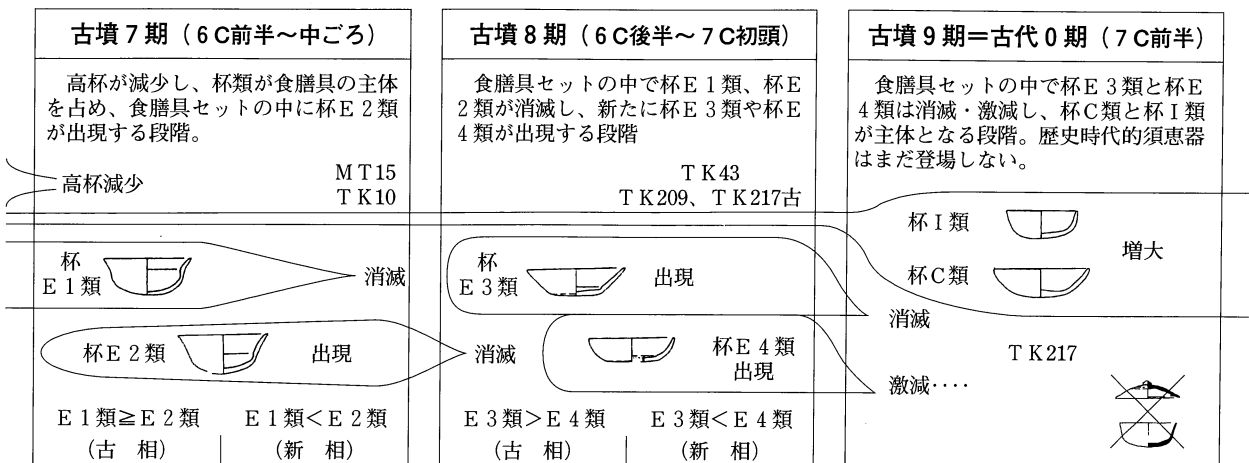 古墳7期(6C前半～中ごろ)
高杯が減少し、杯類が食膳具の主体
を占め、食膳具セットの中に杯E2類
が出現する段階。
高杯減少
MT15
TK10
杯
E1類
消滅
杯E2類
出現
消滅
E1類≧E2類
(古 相)
E1類<E2類
(新 相)
古墳8期(6C後半～7C初頭)
食膳具セットの中で杯E1類、杯E
2類が消滅し、新たに杯E3類や杯E
4類が出現する段階
TK43
TK209、TK217古
杯
E3類
出現
消滅
杯E4類
出現
激減‥‥
E3類>E4類
(古 相)
E3類<E4類
(新 相)
古墳9期=古代0期(7C前半)
食膳具セットの中で杯E3類と杯E
4類は消滅・激減し、杯C類と杯I類
が主体となる段階。歴史時代的須恵器
はまだ登場しない。
杯I類
杯C類
増大
TK217